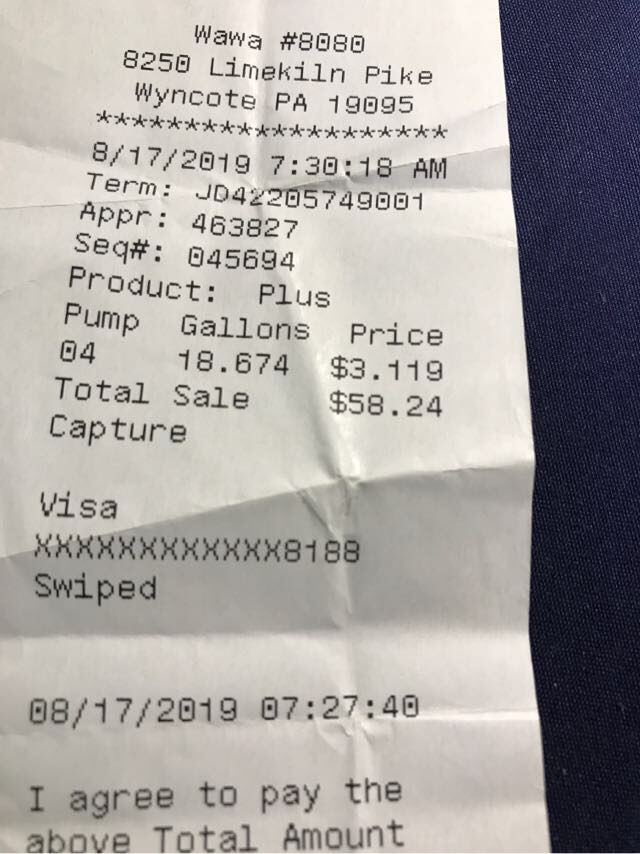 Wawa #8080
8250 Limekiln Pike
Wyncote PA 19095
************************
8/17/2019 7:30:18 AM
Term: JD42205749001
Appr: 463827
Seq#: 045694
Product: Plus
Pump Gallons Price
04 18.674 $3.119
Total Sale $58.24
Capture
Visa
XXXXXXXXXXXX8188
Swiped
08/17/2019 07:27:40
I agree to pay the
above Total Amount